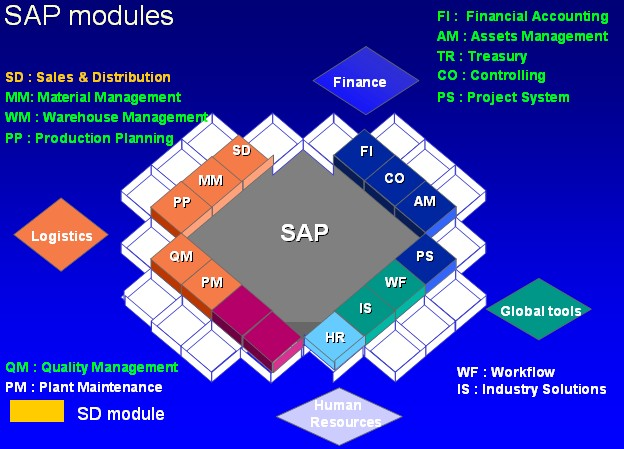 SAP modules
FI : Financial Accounting
AM : Assets Management
TR : Treasury
CO : Controlling
PS : Project System
SD : Sales & Distribution
MM: Material Management
WM : Warehouse Management
PP : Production Planning
Finance
SD
MM
PP
FI
CO
AM
Logistics
SAP
QM
PM
PS
WF
IS
HR
Global tools
QM : Quality Management
PM : Plant Maintenance
SD module
WF : Workflow
IS : Industry Solutions
Human
Resources